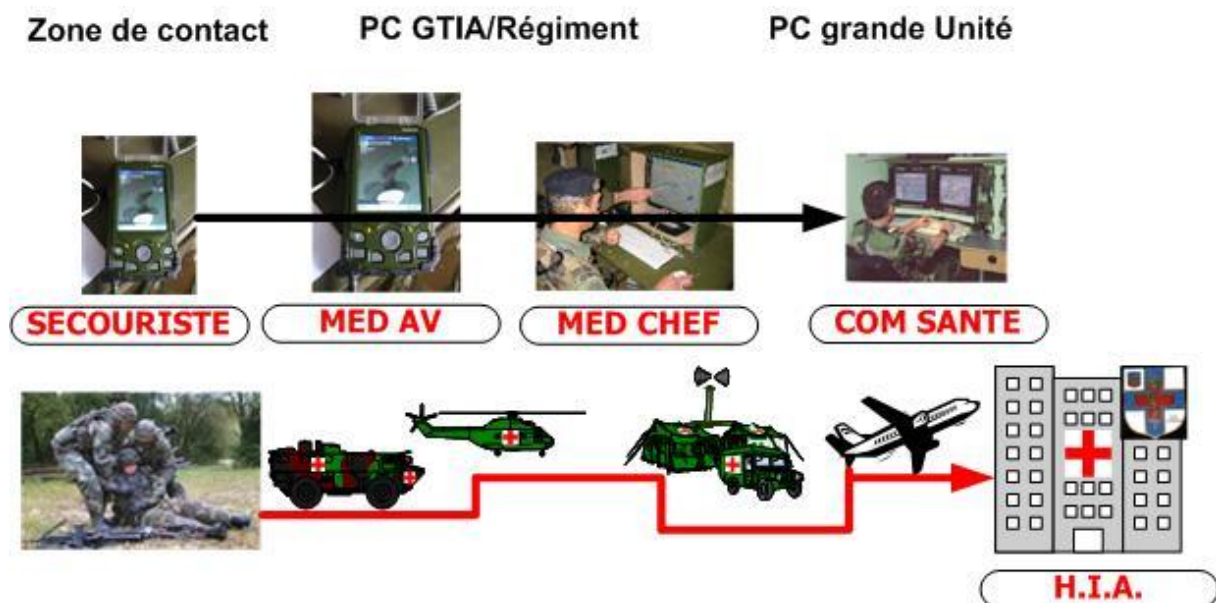 Zone de contact
PC GTIA/Régiment
PC grande Unité
SECOURISTE
MED AV
MED CHEF
COM SANTE
H.I.A.